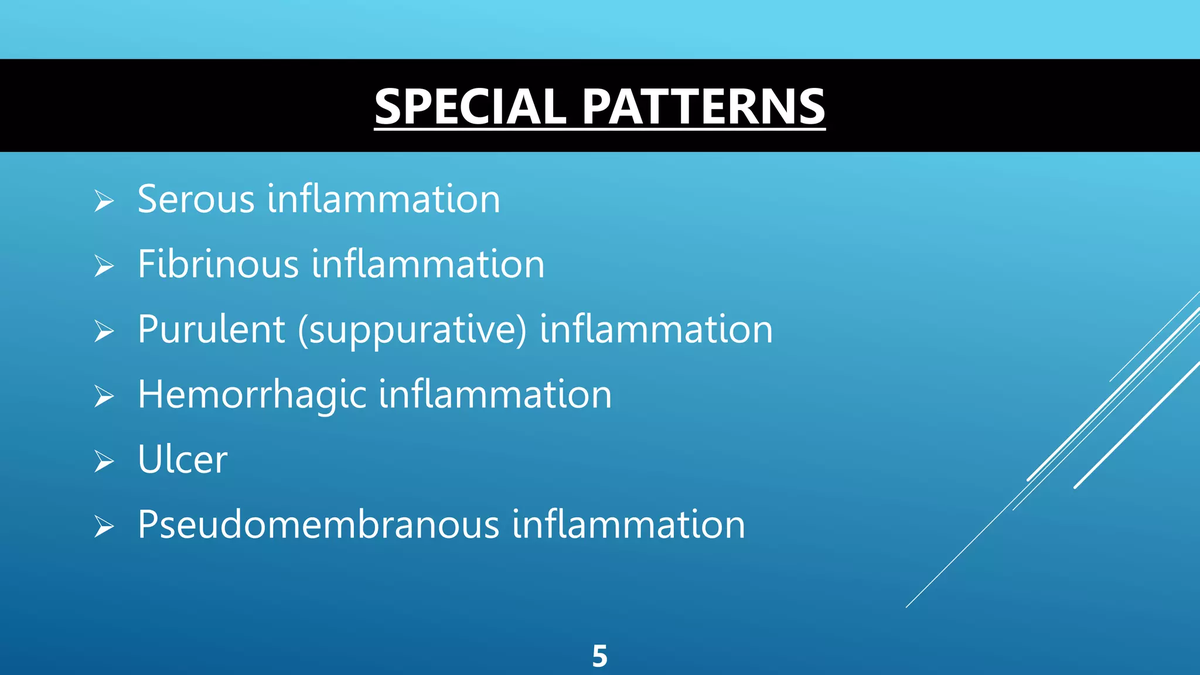 SPECIAL PATTERNS
➢ Serous inflammation
➢ Fibrinous inflammation
➢ Purulent (suppurative) inflammation
➢ Hemorrhagic inflammation
➢ Ulcer
➢ Pseudomembranous inflammation
5